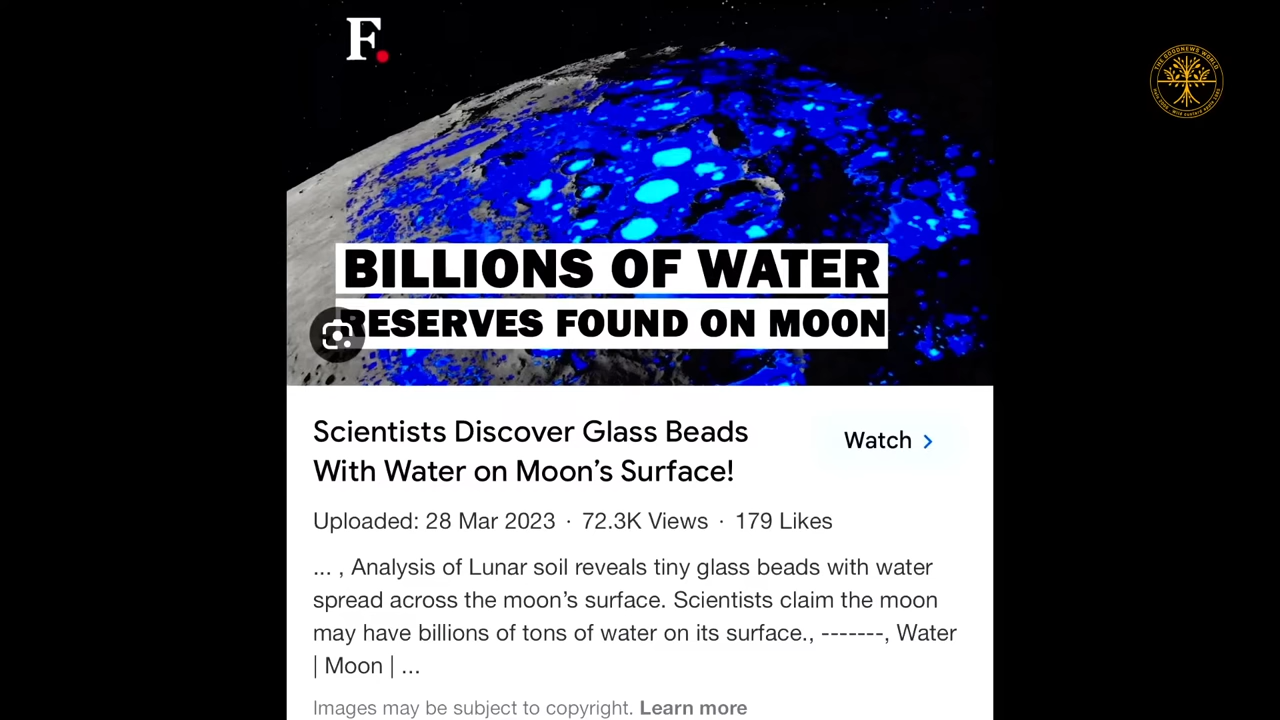 F.
THE GOODNEWS WORLD
BILLIONS OF WATER
RESERVES FOUND ON MOON
Scientists Discover Glass Beads
With Water on Moon’s Surface!
Watch >
Uploaded: 28 Mar 2023 · 72.3K Views · 179 Likes
... , Analysis of Lunar soil reveals tiny glass beads with water
spread across the moon’s surface. Scientists claim the moon
may have billions of tons of water on its surface., -------, Water
| Moon | ...
Images may be subject to copyright. Learn more